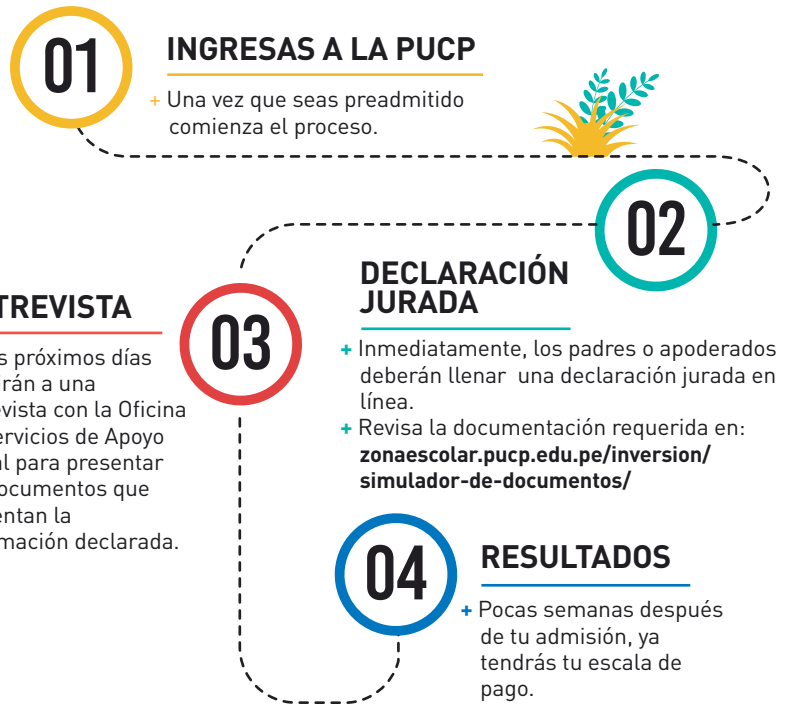 01
INGRESAS A LA PUCP
+ Una vez que seas preadmitido
comienza el proceso.
02
DECLARACIÓN
JURADA
+ Inmediatamente, los padres o apoderados
deberán llenar una declaración jurada en
línea.
+ Revisa la documentación requerida en:
zonaescolar.pucp.edu.pe/inversion/
simulador-de-documentos/
03
TREVISTA
s próximos días
irán a una
evista con la Oficina
ervicios de Apoyo
al para presentar
ocumentos que
entan la
mación declarada.
04
RESULTADOS
+ Pocas semanas después
de tu admisión, ya
tendrás tu escala de
pago.